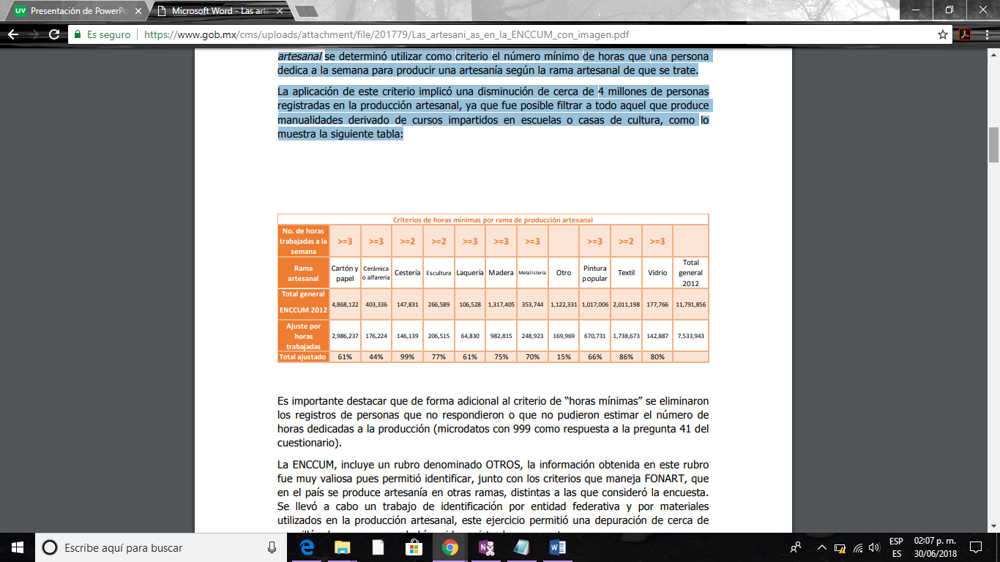 Presentación de PowerPo
Microsoft Word - Las arte
Es seguro
https://www.gob.mx/cms/uploads/attachment/file/201779/Las_artesani_as_en_la_ENCCUM_con_imagen.pdf
artesanal se determinó utilizar como criterio el número mínimo de horas que una persona
dedica a la semana para producir una artesanía según la rama artesanal de que se trate.
La aplicación de este criterio implicó una disminución de cerca de 4 millones de personas
registradas en la producción artesanal, ya que fue posible filtrar a todo aquel que produce
manualidades derivado de cursos impartidos en escuelas o casas de cultura, como lo
muestra la siguiente tabla:
Criterios de horas mínimas por rama de producción artesanal
No. de horas
trabajadas a la
semana
>=3 >=3 >=2 >=2 >=3 >=3 >=3 >=3 >=2 >=3
Rama
artesanal
Cartón y
papel
Cerámica
o alfarería
Cestería
Escultura
Laquería
Madera
Metalistería
Otro
Pintura
popular
Textil
Vidrio
Total
general
2012
Total general
ENCCUM 2012
4,868,122 403,336 147,831 266,589 106,528 1,317,405 353,744 1,122,331 1,017,006 2,011,198 177,766 11,791,856
Ajuste por
horas
trabajadas
2,986,237 176,224 146,139 206,515 64,830 982,815 248,923 169,969 670,731 1,738,673 142,887 7,533,943
Total ajustado 61% 44% 99% 77% 61% 75% 70% 15% 66% 86% 80%
Es importante destacar que de forma adicional al criterio de “horas mínimas” se eliminaron
los registros de personas que no respondieron o que no pudieron estimar el número de
horas dedicadas a la producción (microdatos con 999 como respuesta a la pregunta 41 del
cuestionario).
La ENCCUM, incluye un rubro denominado OTROS, la información obtenida en este rubro
fue muy valiosa pues permitió identificar, junto con los criterios que maneja FONART, que
en el país se produce artesanía en otras ramas, distintas a las que consideró la encuesta.
Se llevó a cabo un trabajo de identificación por entidad federativa y por materiales
utilizados en la producción artesanal, este ejercicio permitió una depuración de cerca de
Escribe aquí para buscar
ESP
ES
02:07 p. m.
30/06/2018